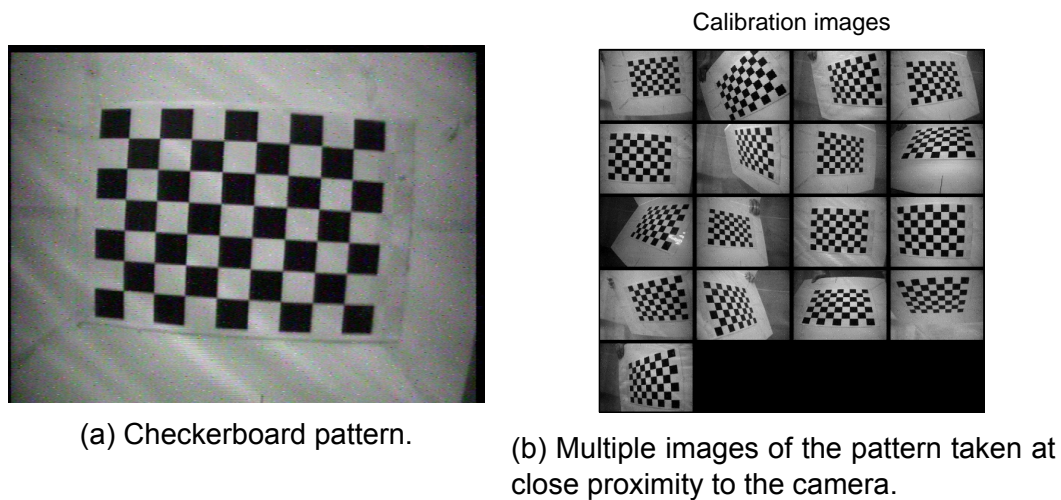 Calibration images
(a) Checkerboard pattern.
(b) Multiple images of the pattern taken at
close proximity to the camera.